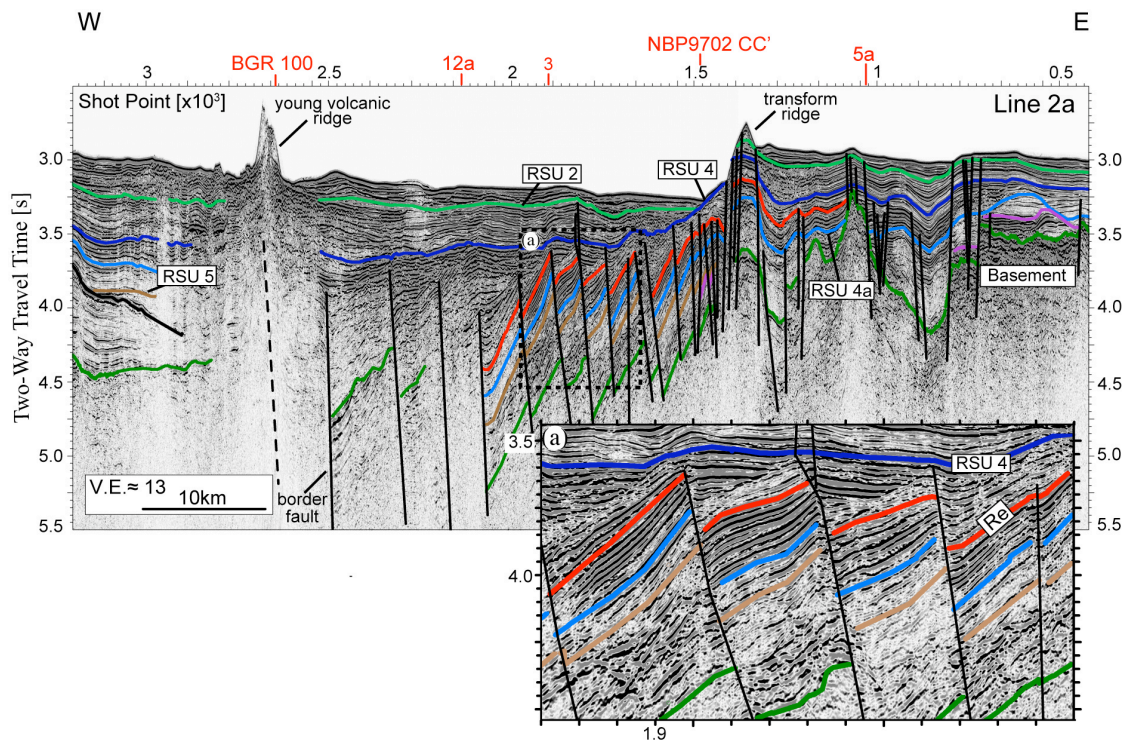 W
E
NBP9702 CC'
BGR 100
12a
3
5a
3
2.5
2
1.5
1
0.5
Shot Point [x10³]
young volcanic
ridge
transform
ridge
Line 2a
3.0
3.5
4.0
4.5
5.0
5.5
Two-Way Travel Time [s]
3.0
3.5
4.0
4.5
5.0
5.5
RSU 2
RSU 4
a
RSU 5
RSU 4a
Basement
border
fault
V.E.≈ 13
10km
3.5
a
RSU 4
Re
4.0
1.9